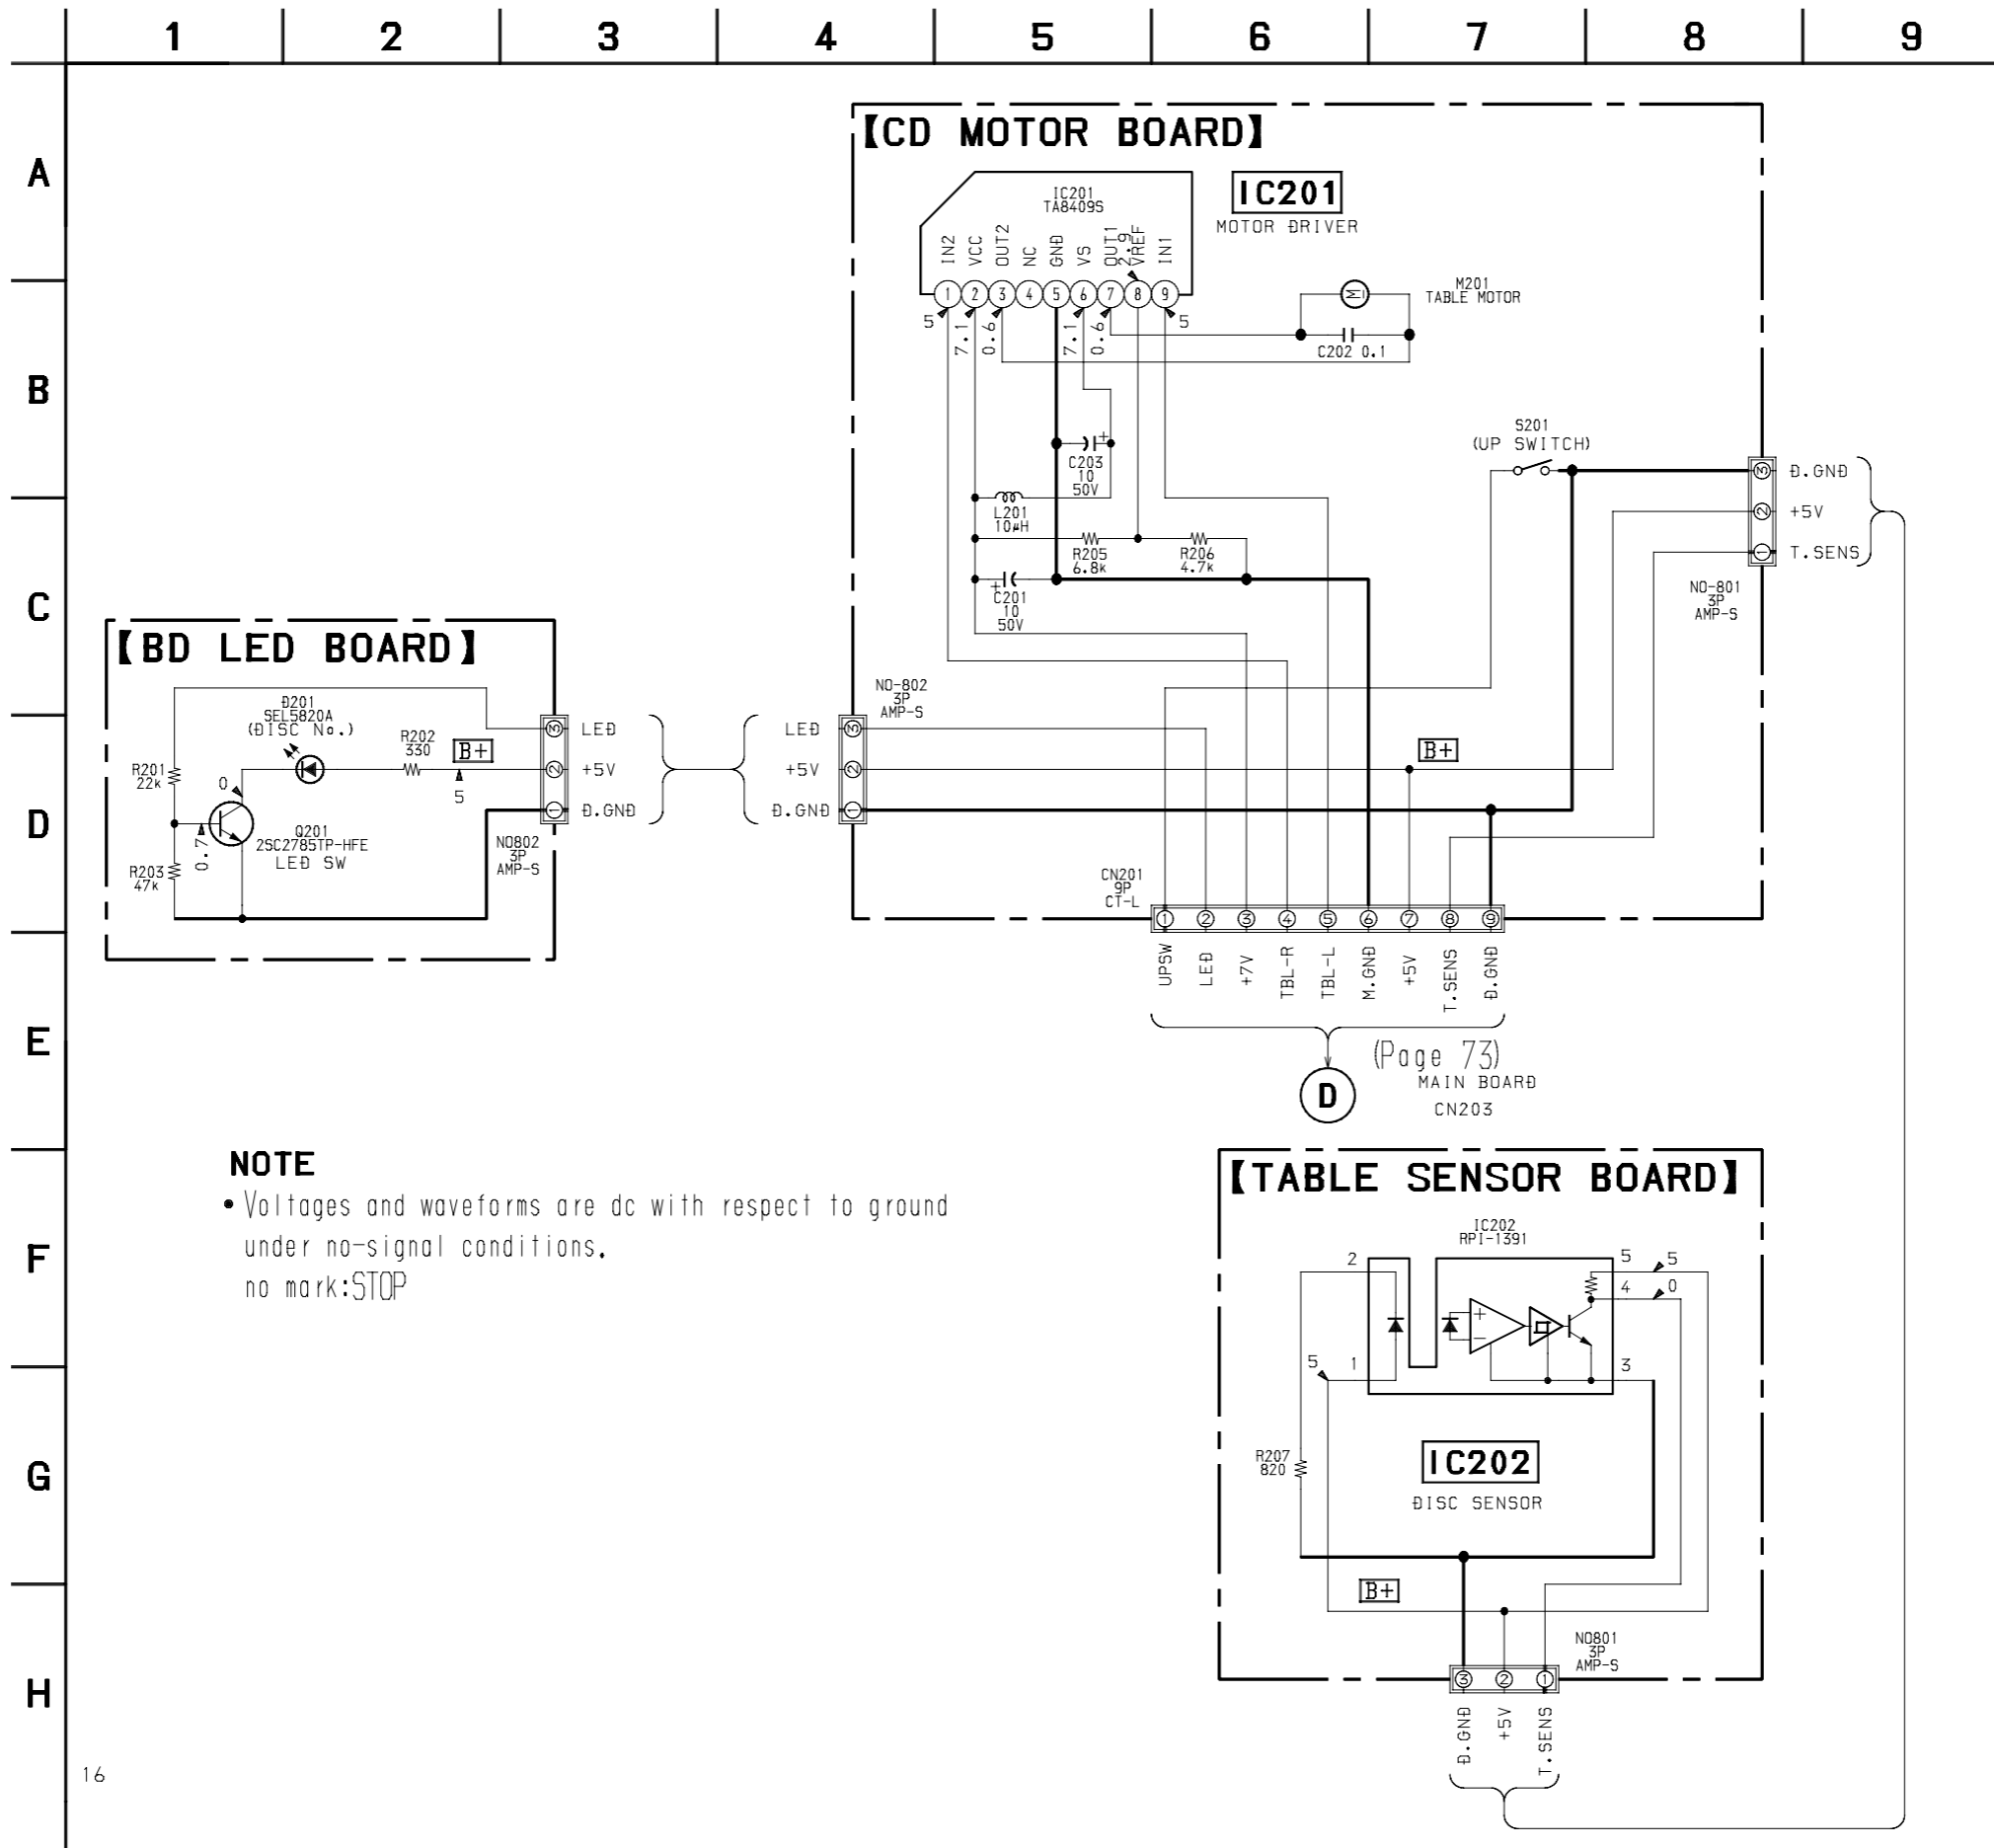 1 2 3 4 5 6 7 8 9
A
B
C
D
E
F
G
H
【CD MOTOR BOARD】
IC201
TA8409S
IC201
MOTOR DRIVER
IN2 VCC OUT2 NC GND VS OUT1 VREF IN1
2.9
1 2 3 4 5 6 7 8 9
5 7.1 0.6 7.1 0.6 5
M201
TABLE MOTOR
C202 0.1
C203
10
50V
L201
10µH
R205
6.8k
R206
4.7k
C201
10
50V
S201
(UP SWITCH)
3 D.GND
2 +5V
1 T.SENS
NO-801
3P
AMP-S
【BD LED BOARD】
D201
SEL5820A
(DISC No.)
R202
330
B+
5
R201
22k
0
0.7
Q201
2SC2785TP-HFE
LED SW
R203
47k
3 LED
2 +5V
1 D.GND
NO802
3P
AMP-S
NO-802
3P
AMP-S
LED 3
+5V 2
D.GND 1
B+
CN201
9P
CT-L
1 2 3 4 5 6 7 8 9
UPSW LED +7V TBL-R TBL-L M.GND +5V T.SENS D.GND
(Page 73)
D
MAIN BOARD
CN203
NOTE
• Voltages and waveforms are dc with respect to ground
under no-signal conditions.
no mark:STOP
【TABLE SENSOR BOARD】
IC202
RPI-1391
2 5 5
4 0
5 1 3
R207
820
IC202
DISC SENSOR
B+
NO801
3P
AMP-S
3 2 1
D.GND +5V T.SENS
16